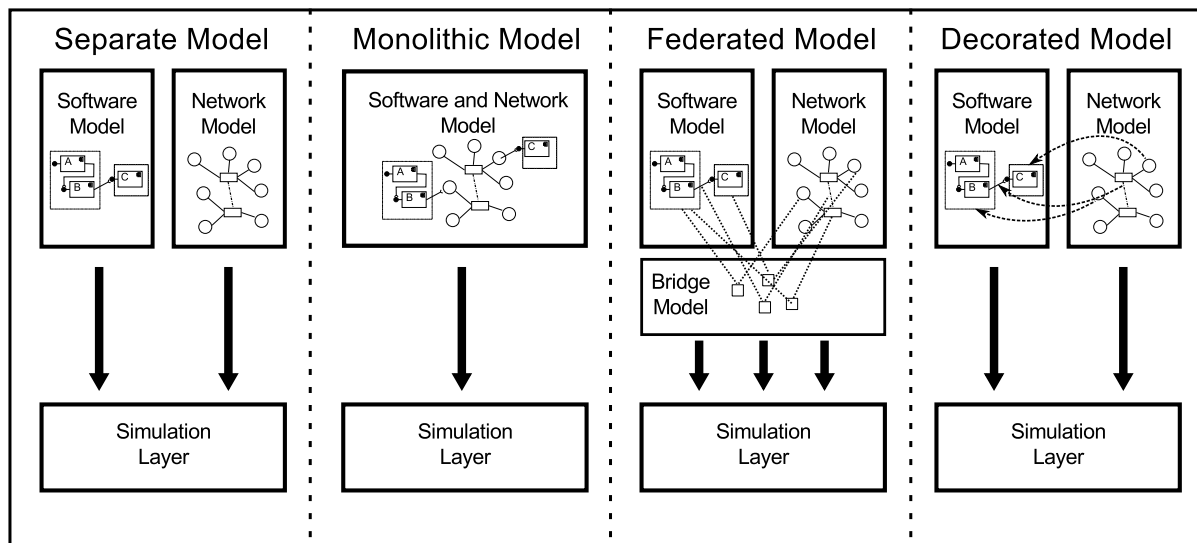 Separate Model
Software
Model
A
B
C
Network
Model
Simulation
Layer
Monolithic Model
Software and Network
Model
A
B
C
Simulation
Layer
Federated Model
Software
Model
A
B
C
Network
Model
Bridge
Model
Simulation
Layer
Decorated Model
Software
Model
A
B
C
Network
Model
Simulation
Layer